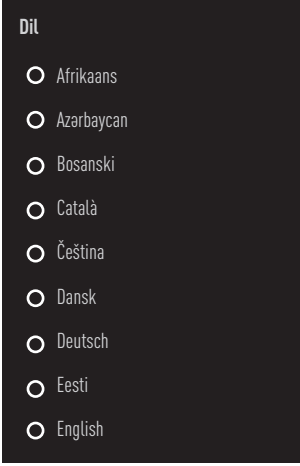 Dil
Afrikaans
Azərbaycan
Bosanski
Català
Čeština
Dansk
Deutsch
Eesti
English